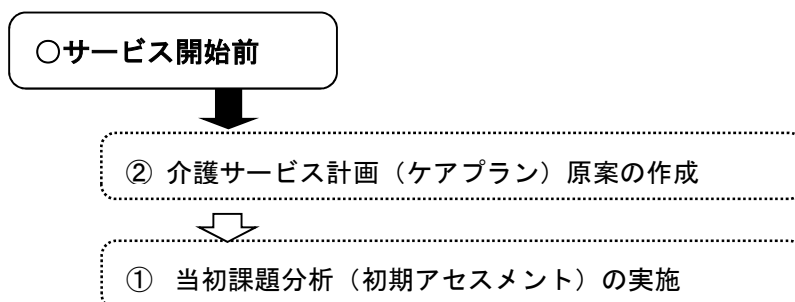 ○サービス開始前
② 介護サービス計画（ケアプラン）原案の作成
① 当初課題分析（初期アセスメント）の実施